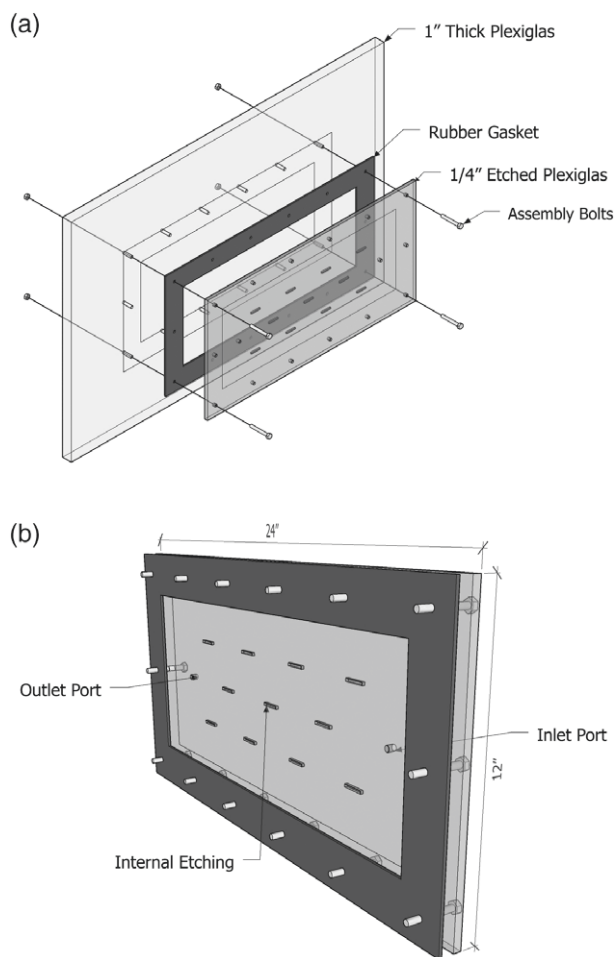 (a)
1″ Thick Plexiglas
Rubber Gasket
1/4″ Etched Plexiglas
Assembly Bolts
(b)
24″
Outlet Port
Inlet Port
12″
Internal Etching